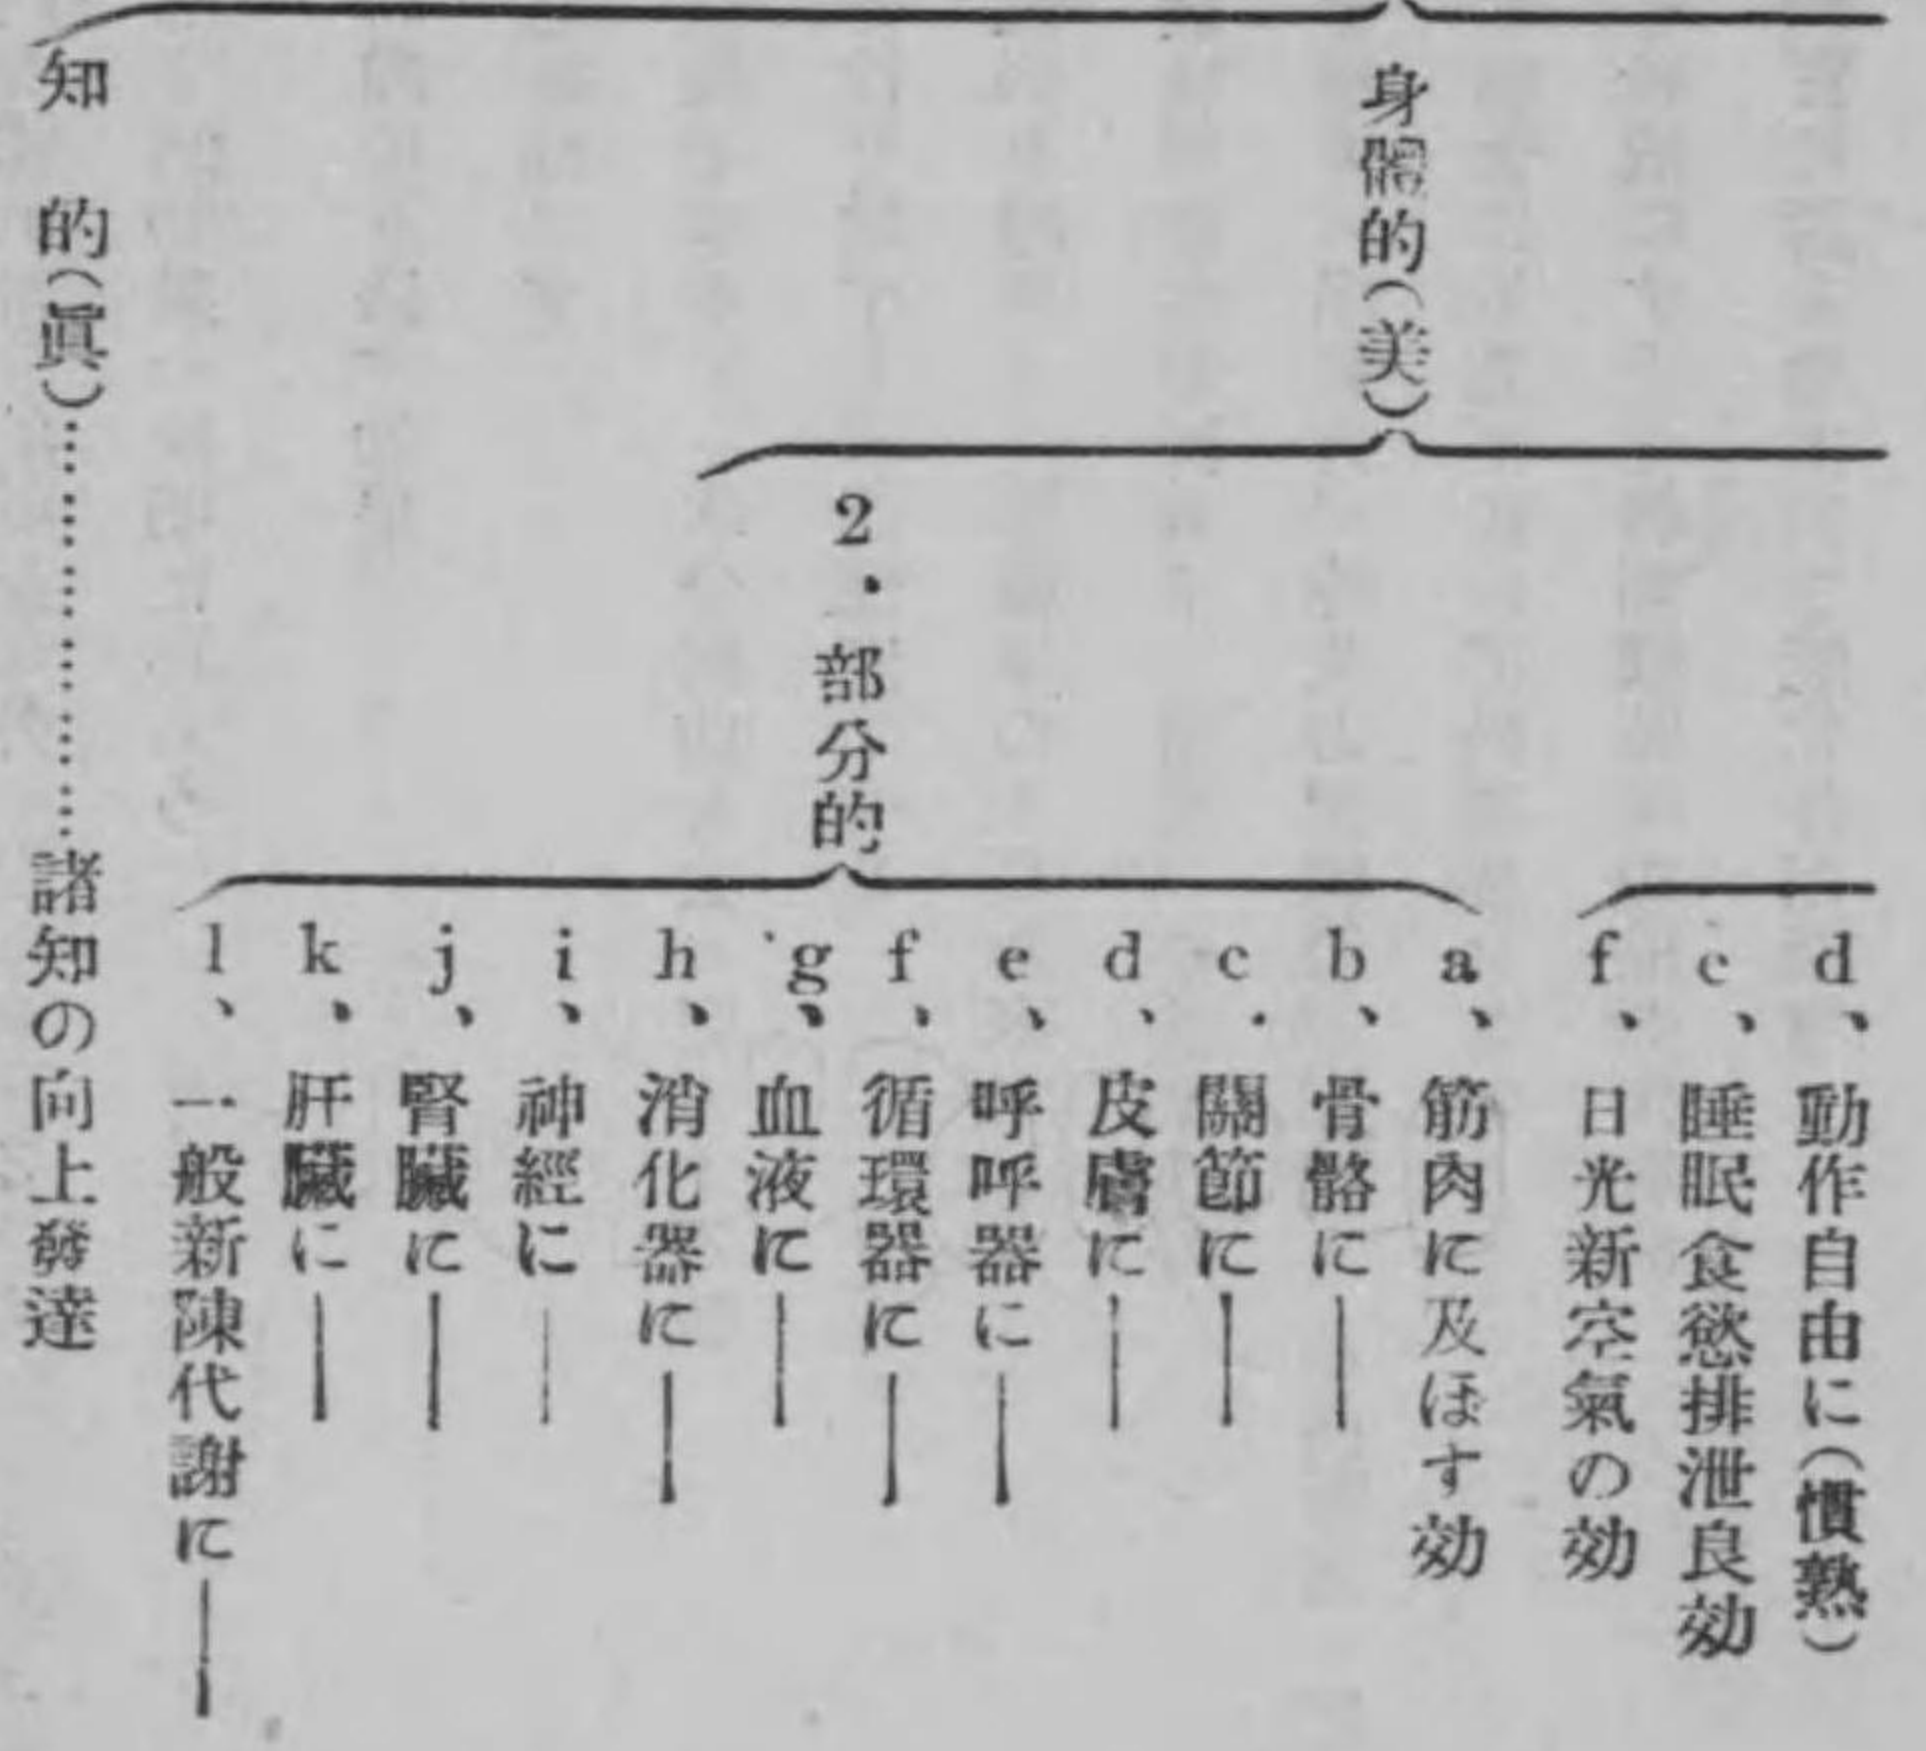 身體的(美)
d、動作自由に(慣熟)
e、睡眠食慾排泄良効
f、日光新空氣の効
2.部分的
a、筋肉に及ほす効
b、骨骼に——
c.關節に——
d、皮膚に——
e、呼呼器に——
f、循環器に——
g、血液に——
h、消化器に——
i、神經に——
j、腎臟に——
k、肝臟に——
l、一般新陳代謝に——
知的(眞)……………………諸知の向上發達